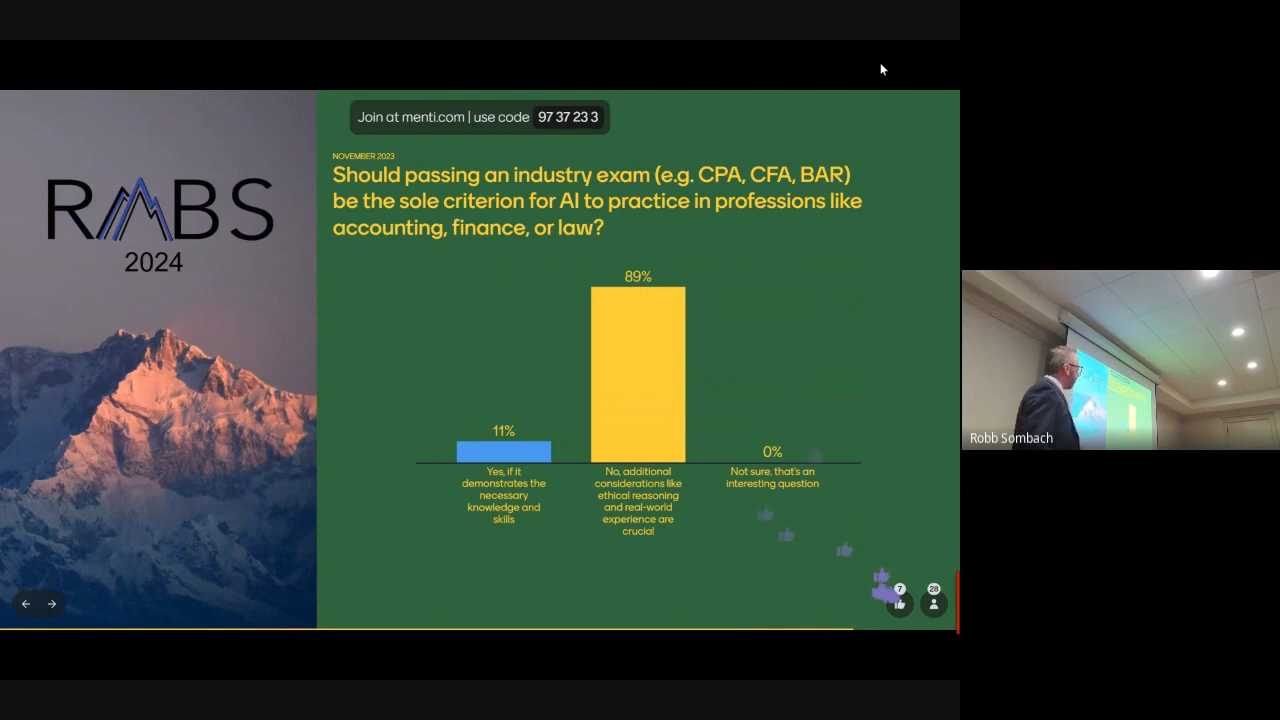 RMBS
2024
Join at menti.com | use code 97 37 23 3
NOVEMBER 2023
Should passing an industry exam (e.g. CPA, CFA, BAR)
be the sole criterion for AI to practice in professions like
accounting, finance, or law?
11%
89%
0%
Yes, if it
demonstrates the
necessary
knowledge and
skills
No, additional
considerations like
ethical reasoning
and real-world
experience are
crucial
Not sure, that's an
interesting question
7
28
Robb Sombach